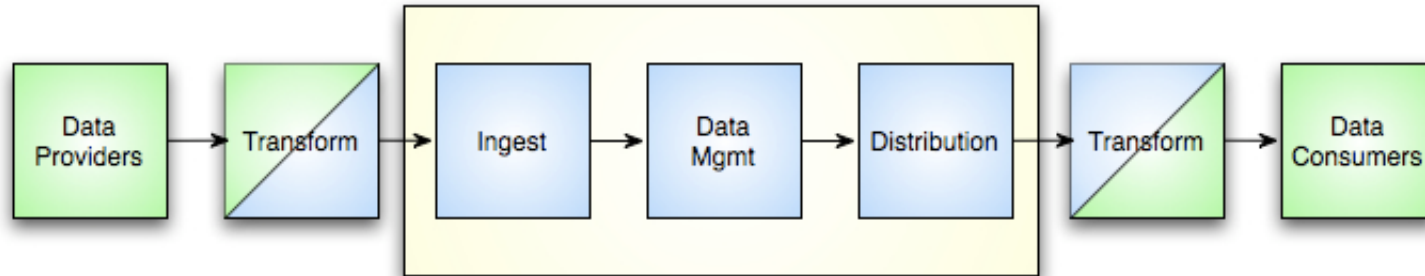 Data
Providers
Transform
Ingest
Data
Mgmt
Distribution
Transform
Data
Consumers